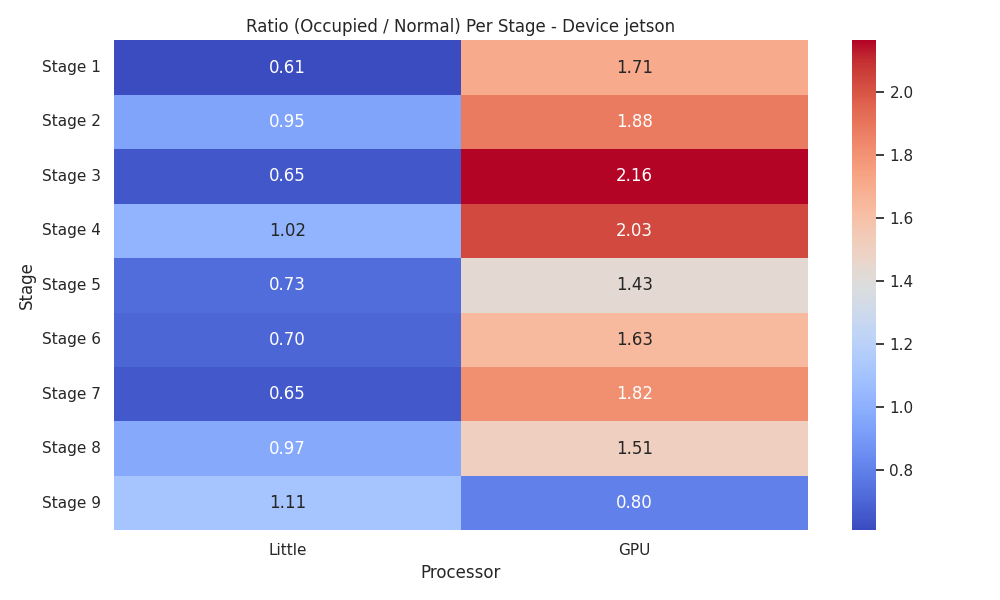 Ratio (Occupied / Normal) Per Stage - Device jetson
Stage 1 0.61 1.71
Stage 2 0.95 1.88
Stage 3 0.65 2.16
Stage 4 1.02 2.03
Stage 5 0.73 1.43
Stage 6 0.70 1.63
Stage 7 0.65 1.82
Stage 8 0.97 1.51
Stage 9 1.11 0.80
Little GPU
Processor
Stage
2.0
1.8
1.6
1.4
1.2
1.0
0.8